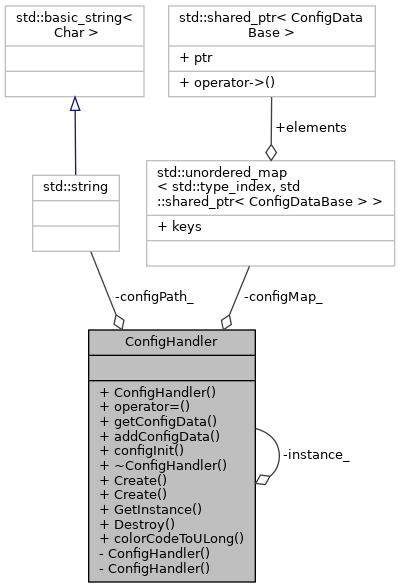 std::basic_string<
Char >
std::shared_ptr< ConfigData
Base >
+ ptr
+ operator->()
+elements
std::string
std::unordered_map
< std::type_index, std
::shared_ptr< ConfigDataBase > >
+ keys
-configPath_
-configMap_
ConfigHandler
+ ConfigHandler()
+ operator=()
+ getConfigData()
+ addConfigData()
+ configInit()
+ ~ConfigHandler()
+ Create()
+ Create()
+ GetInstance()
+ Destroy()
+ colorCodeToULong()
- ConfigHandler()
- ConfigHandler()
-instance_